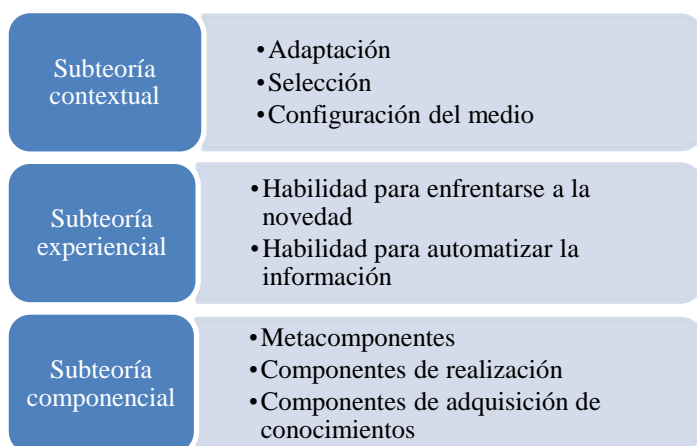 Subteoría
contextual
•Adaptación
•Selección
•Configuración del medio
Subteoría
experiencial
•Habilidad para enfrentarse a la
novedad
•Habilidad para automatizar la
información
Subteoría
componencial
•Metacomponentes
•Componentes de realización
•Componentes de adquisición de
conocimientos